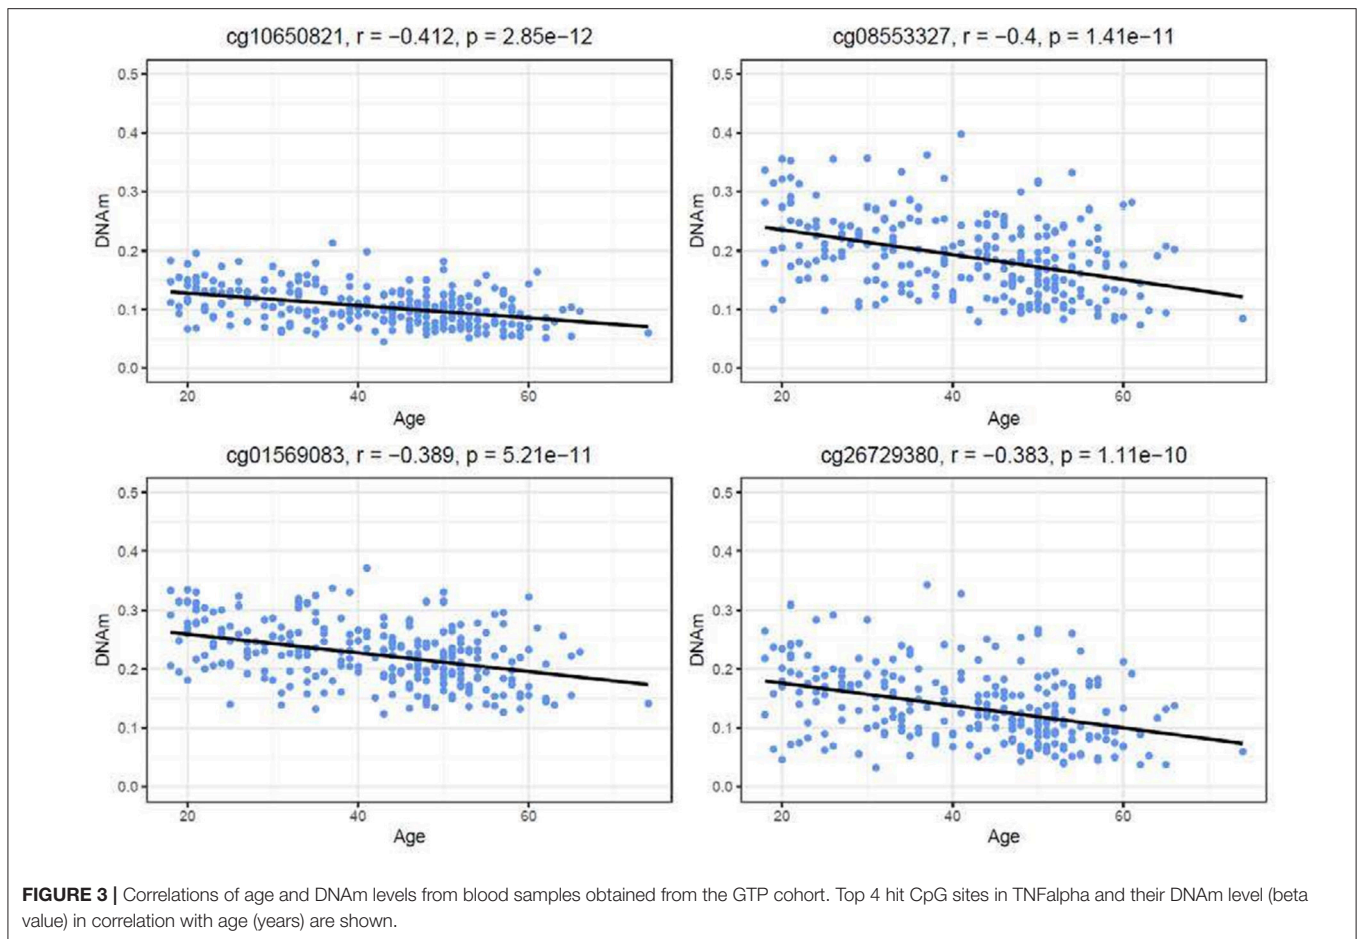 cg10650821, r = −0.412, p = 2.85e−12
0.5
0.4
0.3
0.2
0.1
0.0
DNAm
20 40 60
Age
cg08553327, r = −0.4, p = 1.41e−11
0.5
0.4
0.3
0.2
0.1
0.0
DNAm
20 40 60
Age
cg01569083, r = −0.389, p = 5.21e−11
0.5
0.4
0.3
0.2
0.1
0.0
DNAm
20 40 60
Age
cg26729380, r = −0.383, p = 1.11e−10
0.5
0.4
0.3
0.2
0.1
0.0
DNAm
20 40 60
Age
FIGURE 3 | Correlations of age and DNAm levels from blood samples obtained from the GTP cohort. Top 4 hit CpG sites in TNFalpha and their DNAm level (beta
value) in correlation with age (years) are shown.